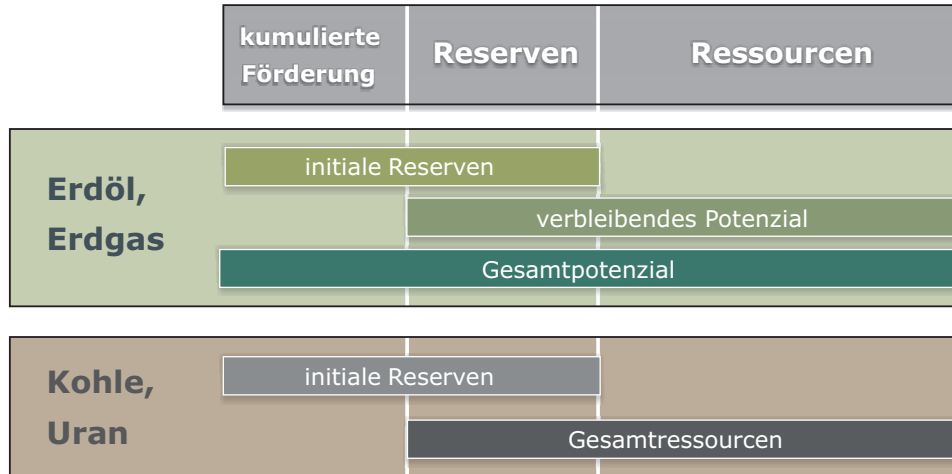 kumulierte
Förderung
Reserven
Ressourcen
Erdöl,
Erdgas
initiale Reserven
verbleibendes Potenzial
Gesamtpotenzial
Kohle,
Uran
initiale Reserven
Gesamtressourcen